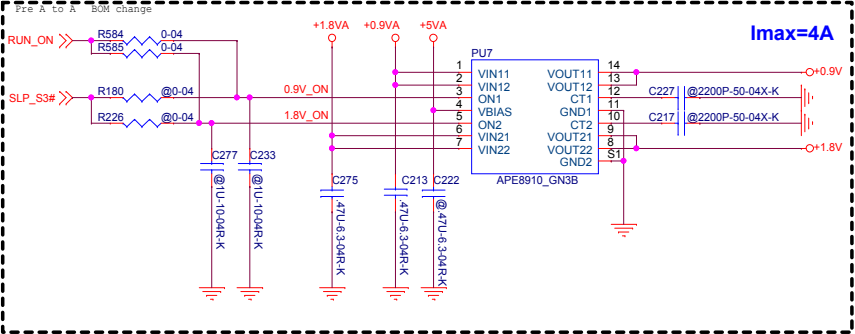 Pre A to A BOM change
+1.8VA
+0.9VA
+5VA
Imax=4A
RUN_ON
R584
0-04
R585
0-04
PU7
1
VIN11
VOUT11
14
+0.9V
2
VIN12
VOUT12
13
SLP_S3#
R180
@0-04
0.9V_ON
3
ON1
CT1
12
C227
@2200P-50-04X-K
4
VBIAS
GND1
11
R226
@0-04
1.8V_ON
5
ON2
CT2
10
C217
@2200P-50-04X-K
6
VIN21
VOUT21
9
7
VIN22
VOUT22
8
+1.8V
GND2
S1
APE8910_GN3B
C277
@1U-10-04R-K
C233
@1U-10-04R-K
C275
.47U-6.3-04R-K
C213
.47U-6.3-04R-K
C222
@.47U-6.3-04R-K